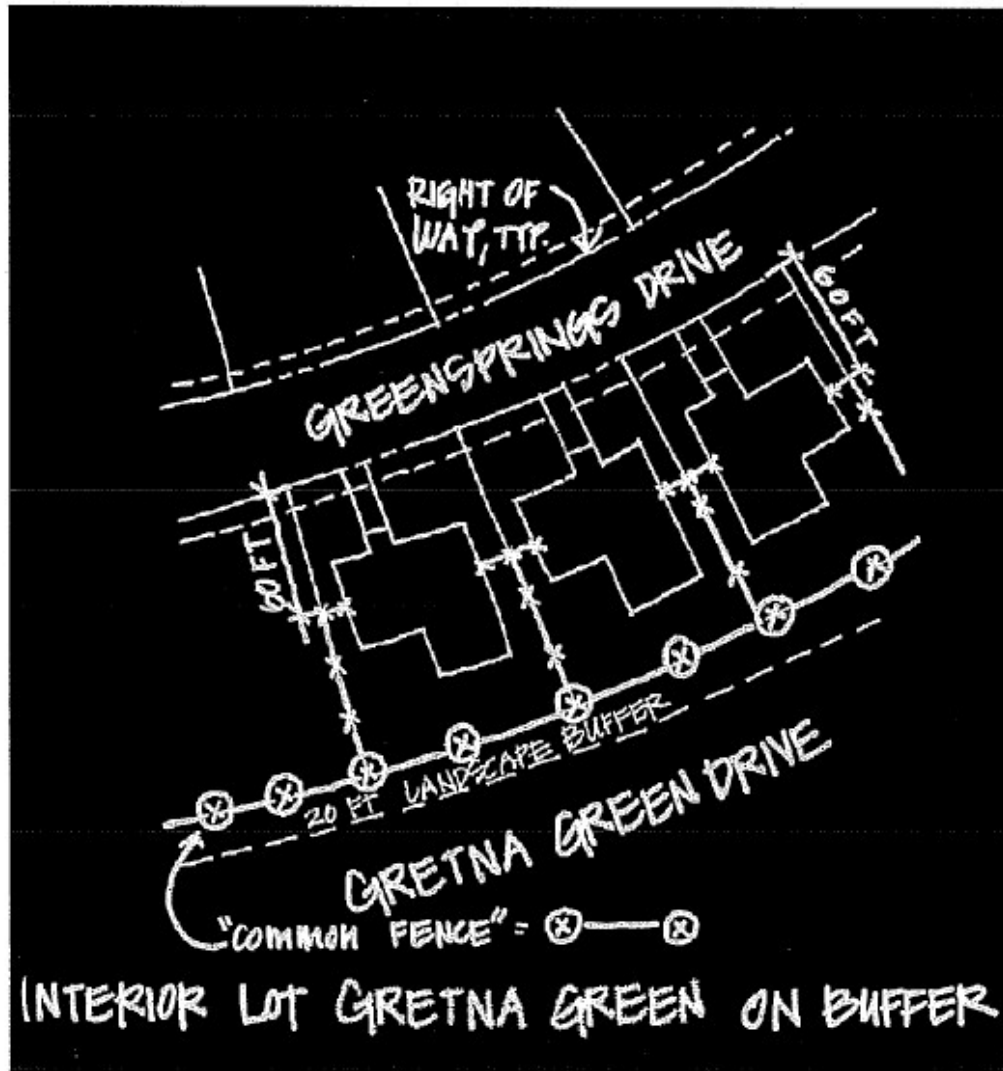 RIGHT OF
WAY, TYP.
GREENSPRINGS DRIVE
60 FT
60 FT
20 FT LANDSCAPE BUFFER
GRETNA GREEN DRIVE
"COMMON FENCE" =
INTERIOR LOT GRETNA GREEN ON BUFFER